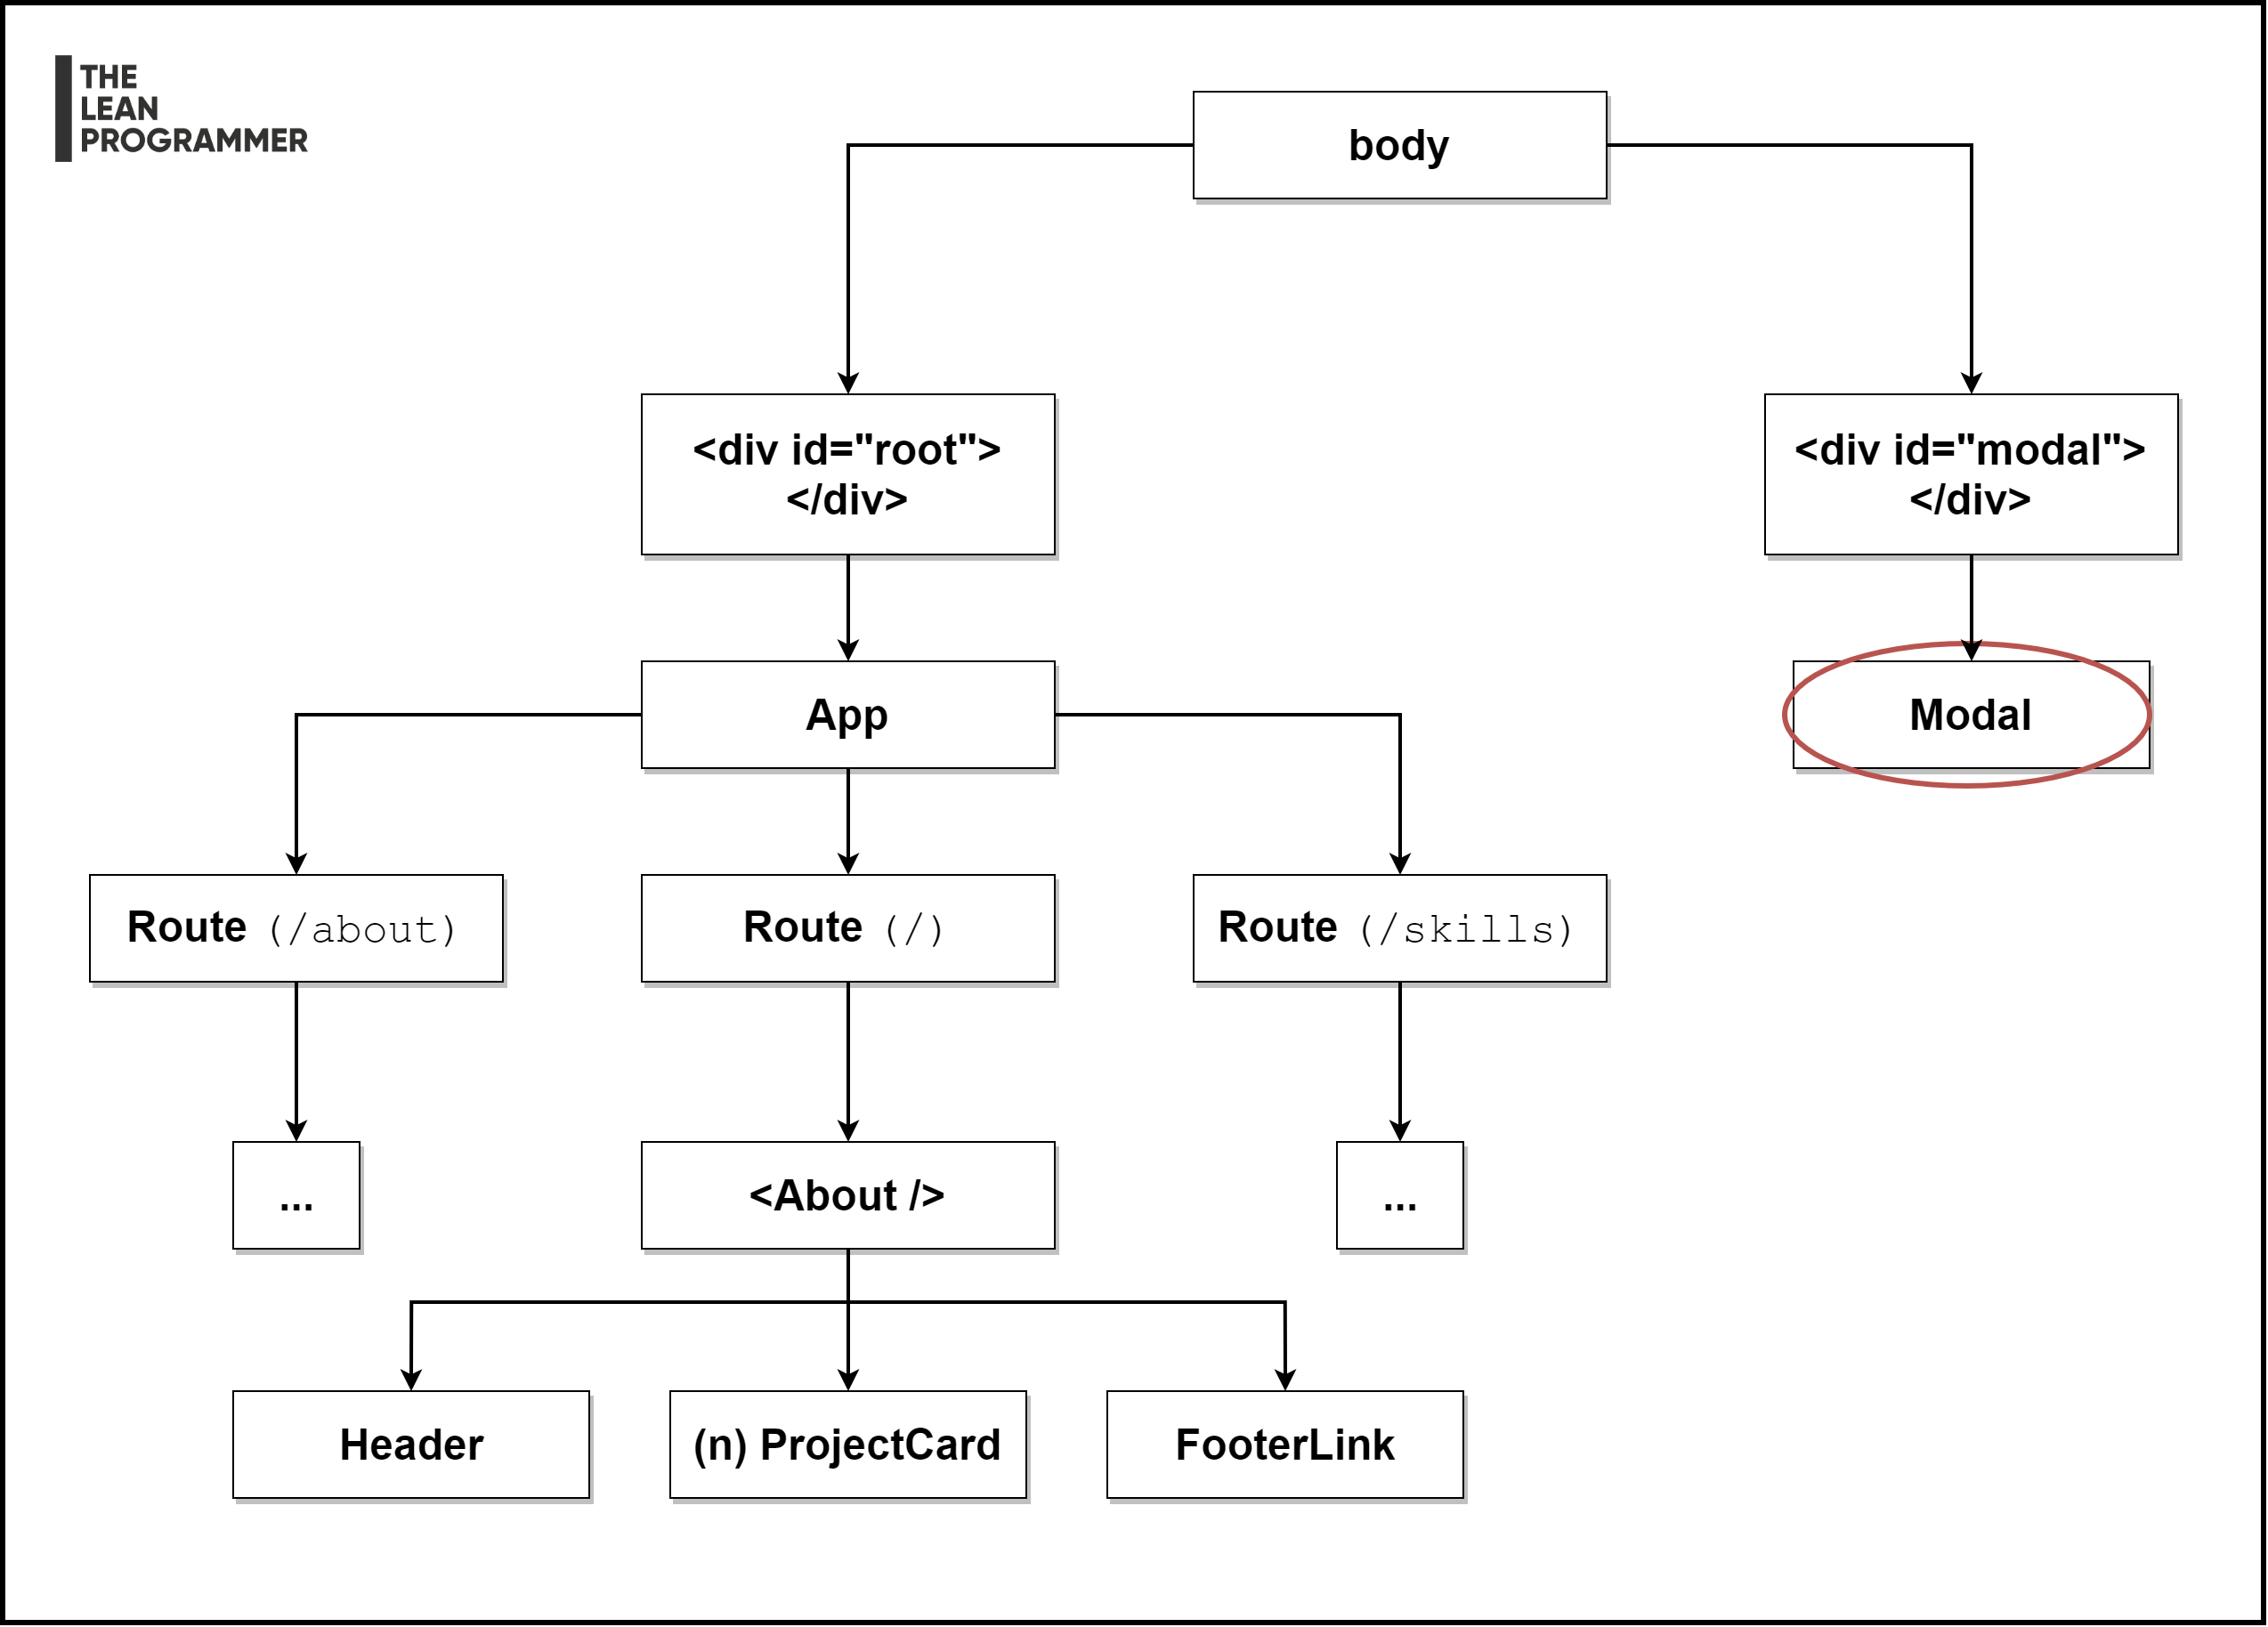 THE
LEAN
PROGRAMMER
body
<div id="root">
</div>
<div id="modal">
</div>
App
Modal
Route (/about)
Route (/)
Route (/skills)
...
<About />
...
Header
(n) ProjectCard
FooterLink